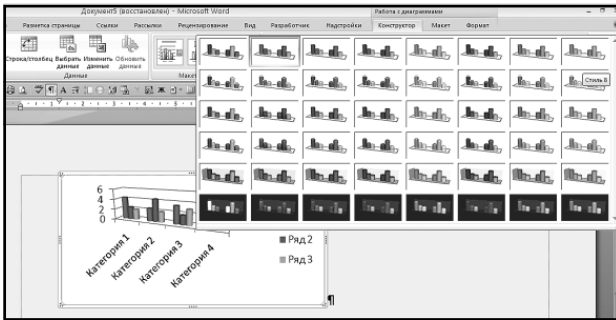 Документ5 (восстановлен) - Microsoft Word
Работа с диаграммами
Разметка страницы Ссылки Рассылки Рецензирование Вид Разработчик Надстройки Конструктор Макет Формат
Строка/столбец Выбрать данные Изменить данные Обновить данные
Данные
Макет
Стиль 8
6
4
2
0
Категория 1
Категория 2
Категория 3
Категория 4
Ряд 2
Ряд 3
¶